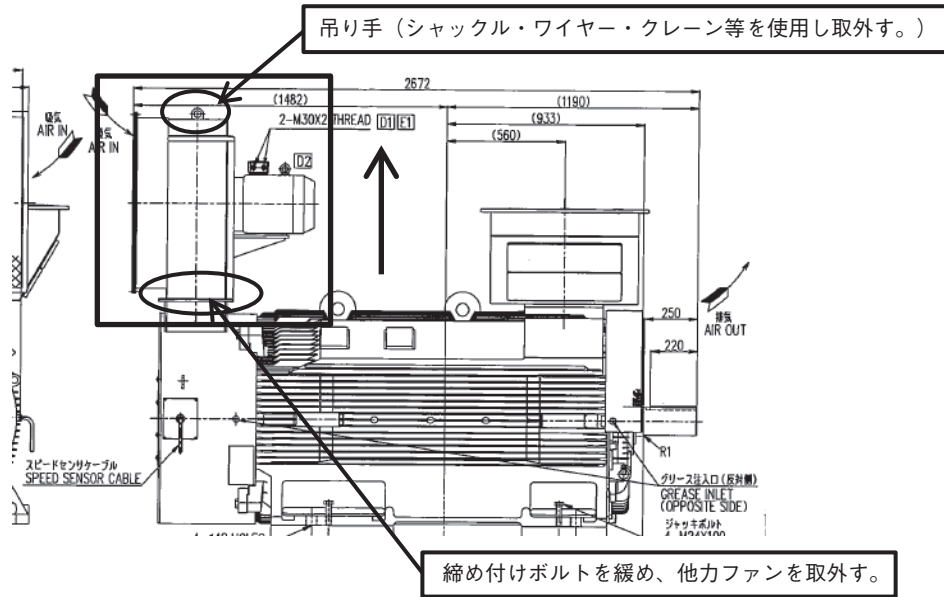 吊り手（シャックル・ワイヤー・クレーン等を使用し取外す。）
2672
(1482)
(1190)
(933)
(560)
吸気
AIR IN
吸気
AIR IN
2-M30X2 THREAD D1 E1
D2
250
220
排気
AIR OUT
スピードセンサケーブル
SPEED SENSOR CABLE
R1
グリース注入口(反対側)
GREASE INLET
(OPPOSITE SIDE)
ジャッキボルト
締め付けボルトを緩め、他力ファンを取外す。